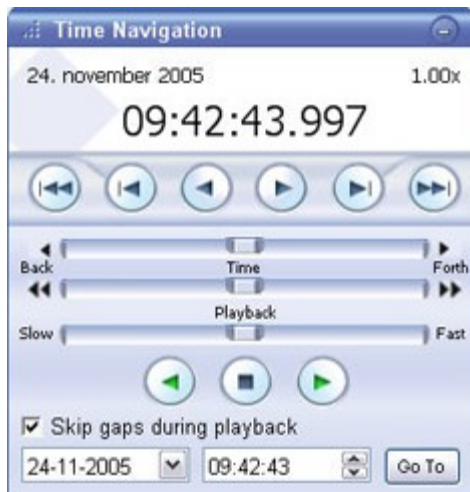 Time Navigation
24. november 2005 1.00x
09:42:43.997
Back Time Forth
Playback
Slow Fast
Skip gaps during playback
24-11-2005 09:42:43 Go To